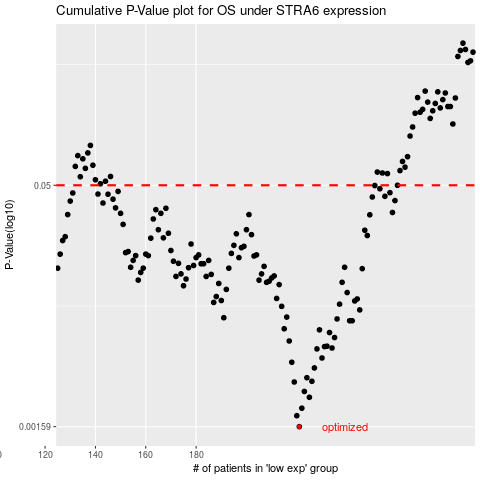 Cumulative P-Value plot for OS under STRA6 expression
P-Value(log10)
0.05
0.00159
optimized
0 120 140 160 180
# of patients in 'low exp' group